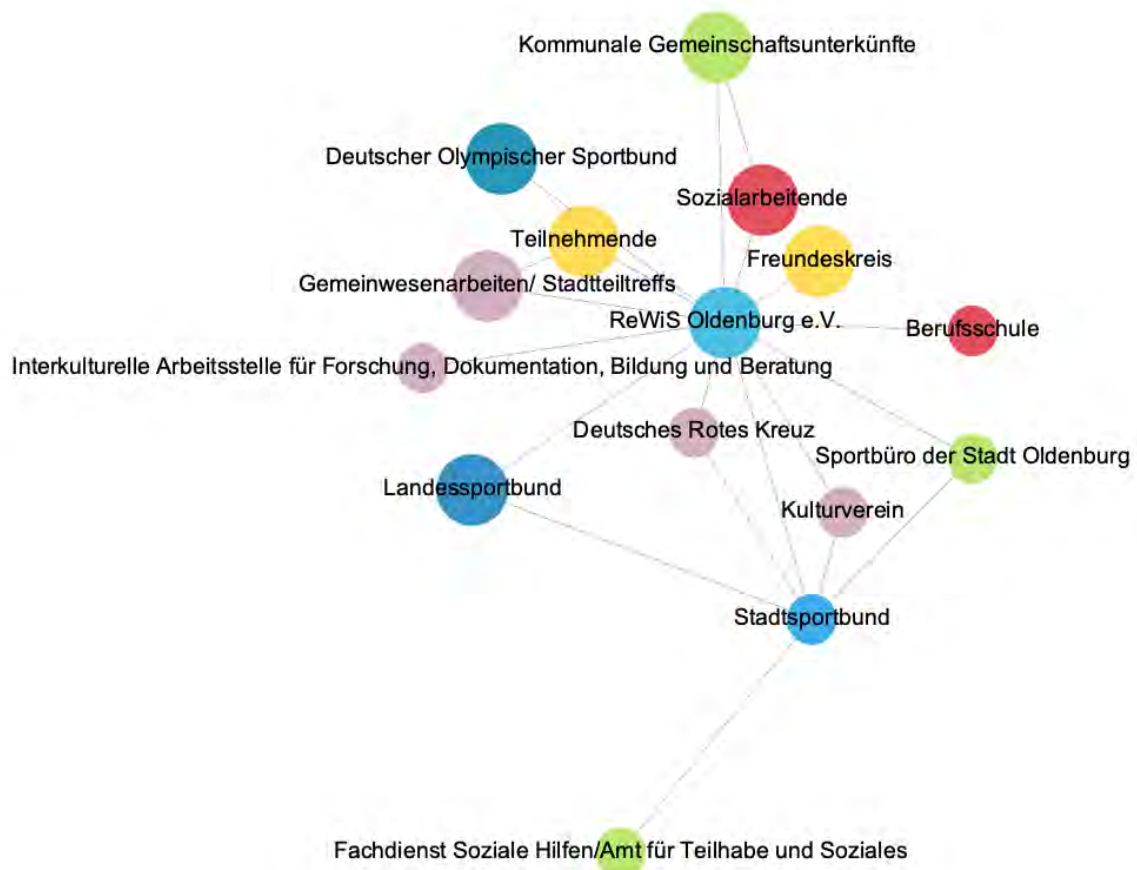 Kommunale Gemeinschaftsunterkünfte
Deutscher Olympischer Sportbund
Sozialarbeitende
Teilnehmende
Freundeskreis
Gemeinwesenarbeiten/ Stadtteiltreffs
ReWiS Oldenburg e.V.
Berufsschule
Interkulturelle Arbeitsstelle für Forschung, Dokumentation, Bildung und Beratung
Deutsches Rotes Kreuz
Sportbüro der Stadt Oldenburg
Landessportbund
Kulturverein
Stadtsportbund
Fachdienst Soziale Hilfen/Amt für Teilhabe und Soziales